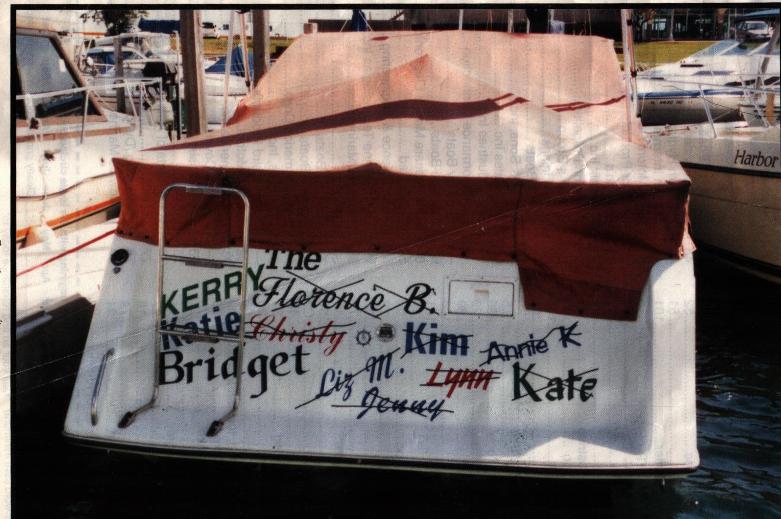 The
KERRY Florence B.
Katie Christy Kim Annie K
Bridget Liz M. Lynn Kate
Jenny
Harbor